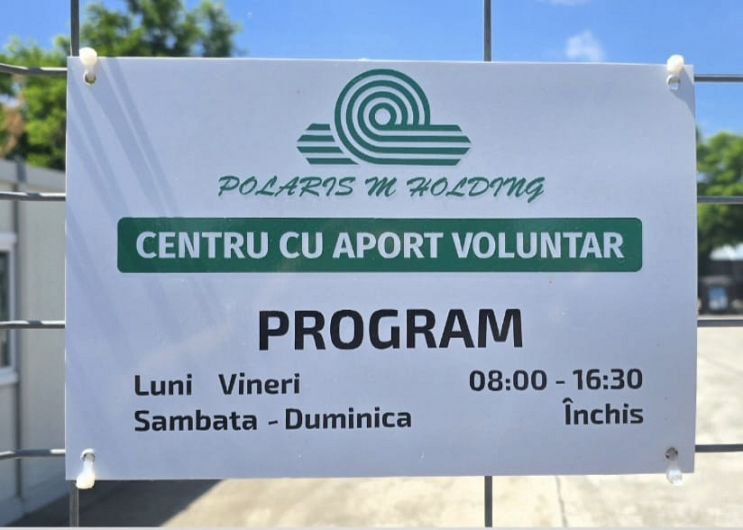 POLARIS M HOLDING
CENTRU CU APORT VOLUNTAR
PROGRAM
Luni Vineri 08:00 - 16:30
Sambata - Duminica Închis